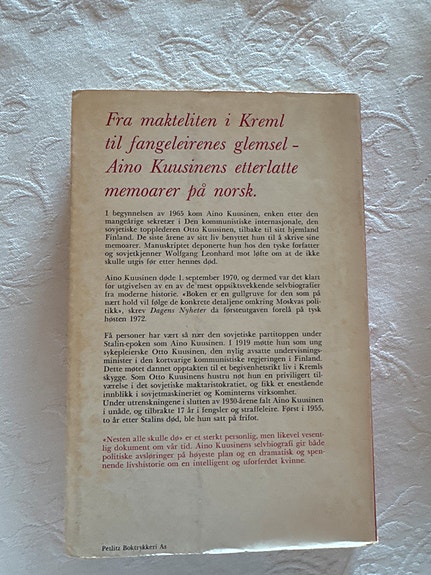 Fra makteliten i Kreml
til fangeleirenes glemsel –
Aino Kuusinens etterlatte
memoarer på norsk.
I begynnelsen av 1965 kom Aino Kuusinen, enken etter den
mangeårige sekretær i Den kommunistiske internasjonale, den
sovjetiske topplederen Otto Kuusinen, tilbake til sitt hjemland
Finland. De siste årene av sitt liv benyttet hun til å skrive sine
memoarer. Manuskriptet deponerte hun hos den tyske forfatter
og sovjetkjenner Wolfgang Leonhard mot løfte om at de ikke
skulle utgis før etter hennes død.
Aino Kuusinen døde 1. september 1970, og dermed var det klart
for utgivelsen av en av de mest oppsiktsvekkende selvbiografier
fra moderne historie. «Boken er en gullgruve for den som på
nært hold vil følge de konkrete detaljene omkring Moskvas poli-
tikk», skrev Dagens Nyheter da førsteutgaven forelå på tysk
høsten 1972.
Få personer har vært så nær den sovjetiske partitoppen under
Stalin-epoken som Aino Kuusinen. I 1919 møtte hun som ung
sykepleierske Otto Kuusinen, den nylig avsatte undervisnings-
minister i den kortvarige kommunistiske regjeringen i Finland.
Dette møtet dannet opptakten til et begivenhetsrikt liv i Kremls
skygge. Som Otto Kuusinens hustru nøt hun en priviligert til-
værelse i det sovjetiske maktaristokratiet, og fikk et enestående
innblikk i sovjetmaskineriet og Kominterns virksomhet.
Under utrenskningene i slutten av 1930-årene falt Aino Kuusinen
i unåde, og tilbrakte 17 år i fengsler og straffeleire. Først i 1955,
to år etter Stalins død, ble hun satt på frifot.
«Nesten alle skulle dø» er et sterkt personlig, men likevel vesent-
lig dokument om vår tid. Aino Kuusinens selvbiografi gir både
politiske avsløringer på høyeste plan og en dramatisk og spen-
nende livshistorie om en intelligent og uforferdet kvinne.
Petlitz Boktrykkeri As